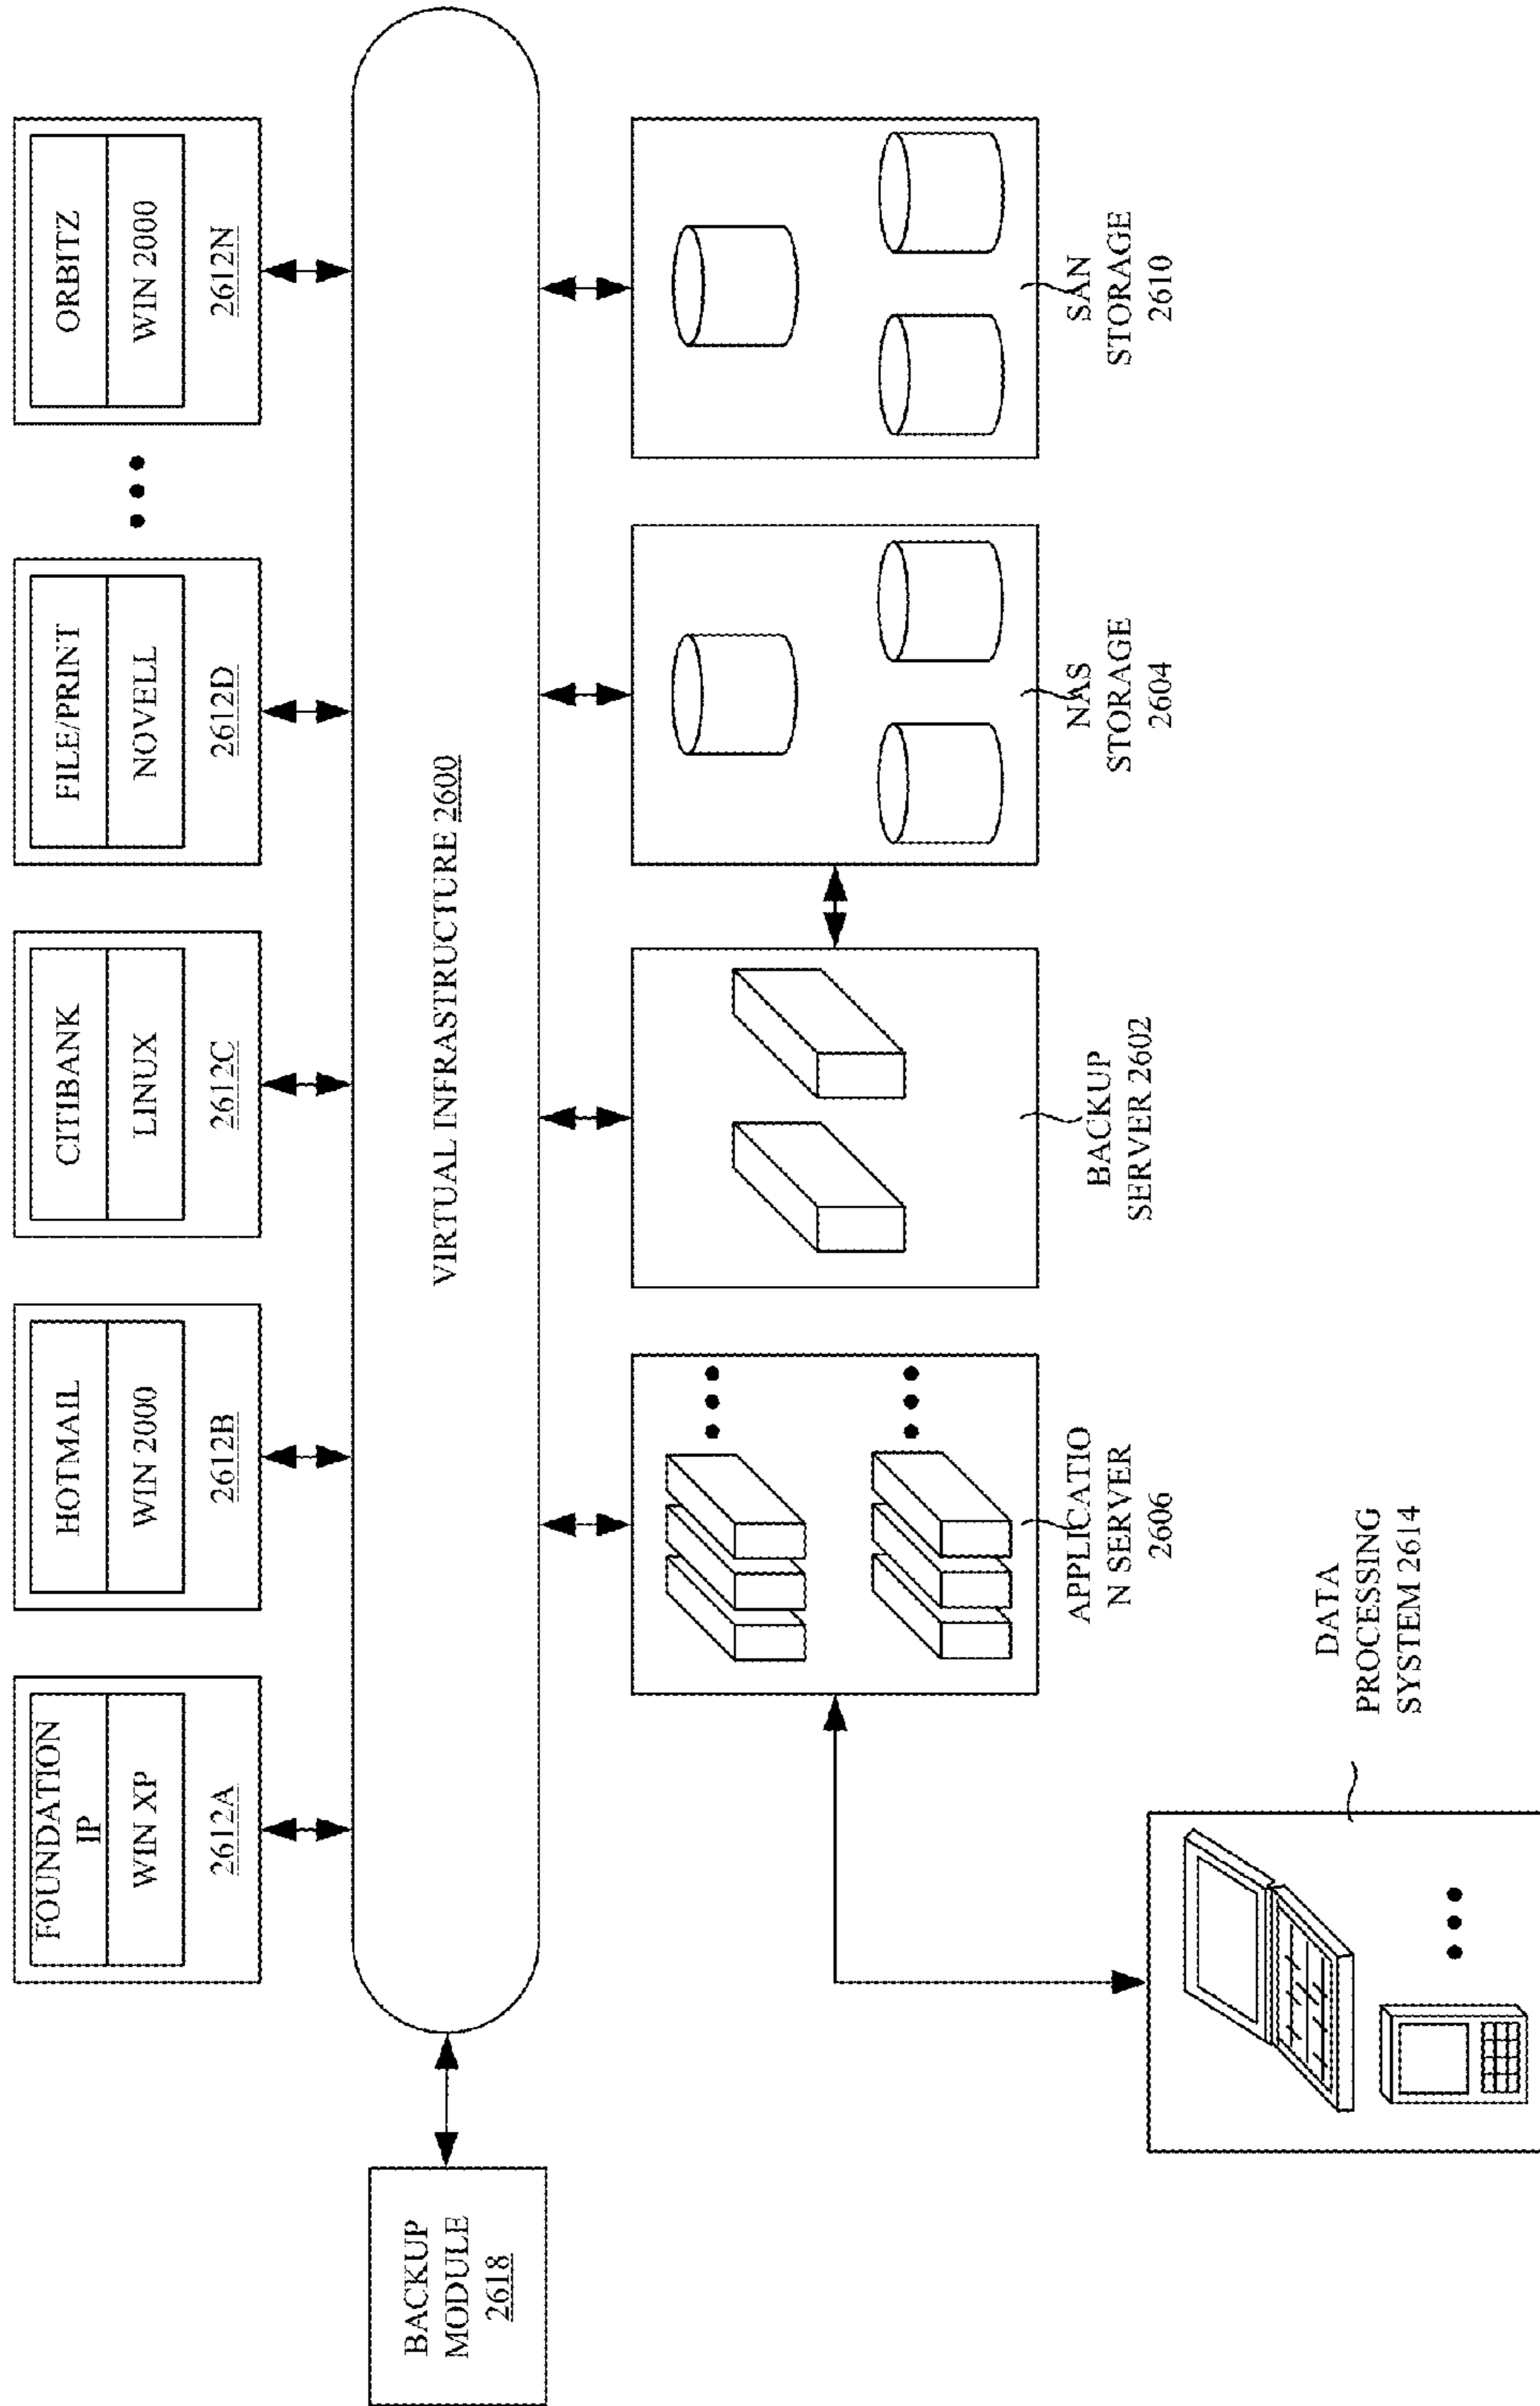 FOUNDATION
IP
WIN XP
2612A
HOTMAIL
WIN 2000
2612B
CITIBANK
LINUX
2612C
FILE/PRINT
NOVELL
2612D
ORBITZ
WIN 2000
2612N
BACKUP
MODULE
2618
VIRTUAL INFRASTRUCTURE 2600
APPLICATIO
N SERVER
2606
BACKUP
SERVER 2602
NAS
STORAGE
2604
SAN
STORAGE
2610
DATA
PROCESSING
SYSTEM 2614